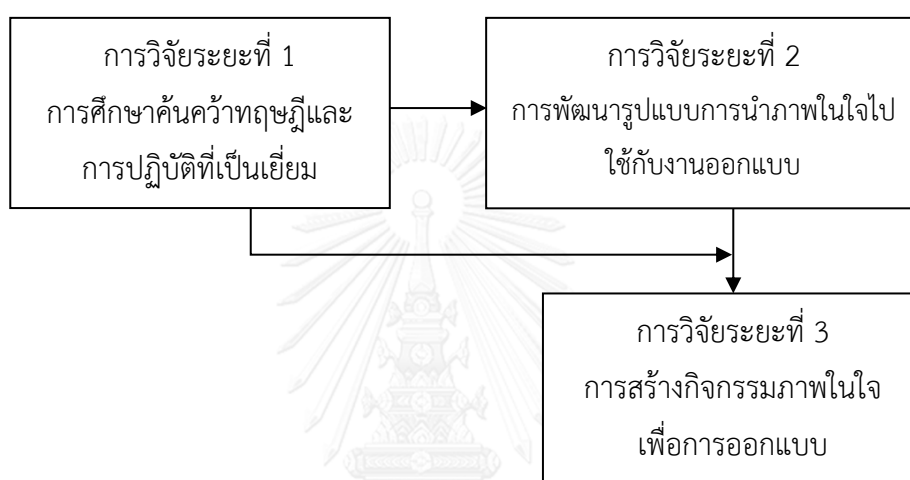 การวิจัยระยะที่ 1
การศึกษาค้นคว้าทฤษฎีและ
การปฏิบัติที่เป็นเยี่ยม
การวิจัยระยะที่ 2
การพัฒนารูปแบบการนำภาพในใจไป
ใช้กับงานออกแบบ
การวิจัยระยะที่ 3
การสร้างกิจกรรมภาพในใจ
เพื่อการออกแบบ